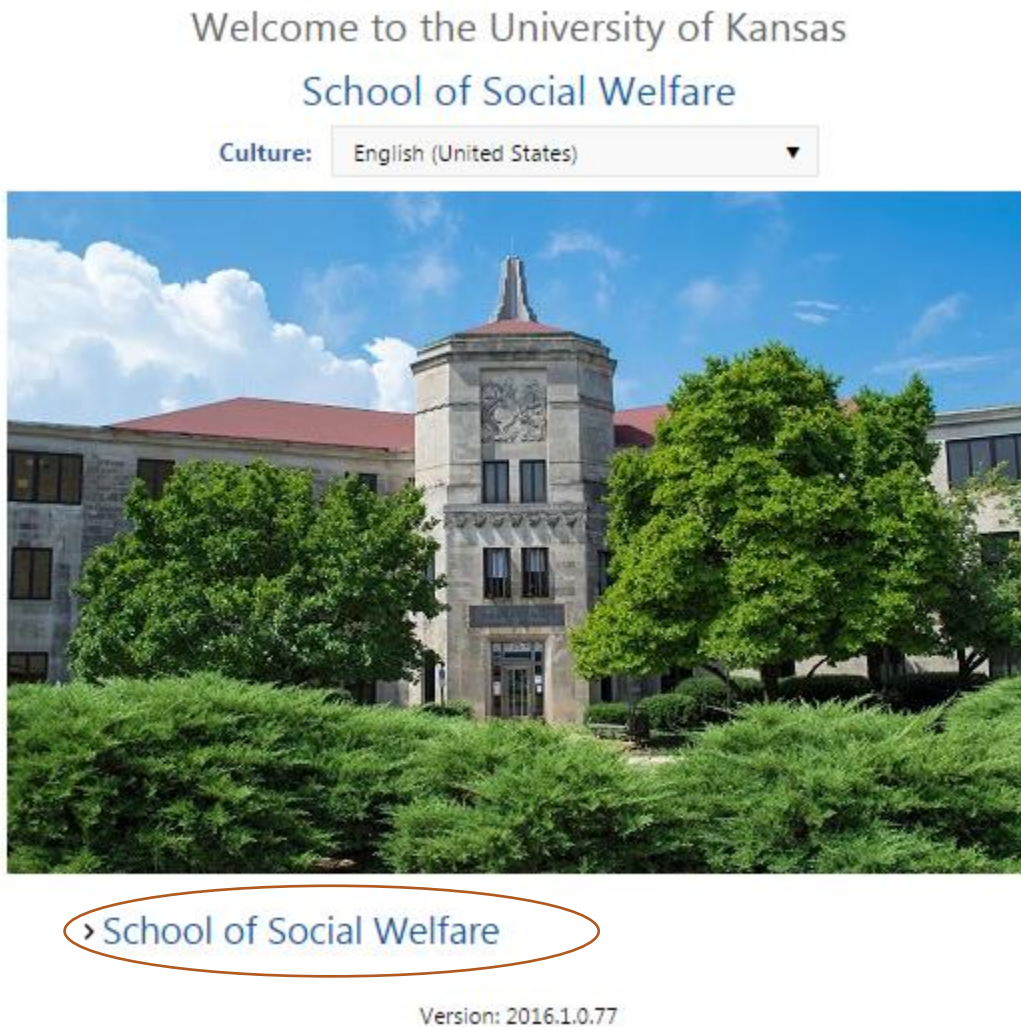 Welcome to the University of Kansas
School of Social Welfare
Culture: English (United States)
School of Social Welfare
Version: 2016.1.0.77